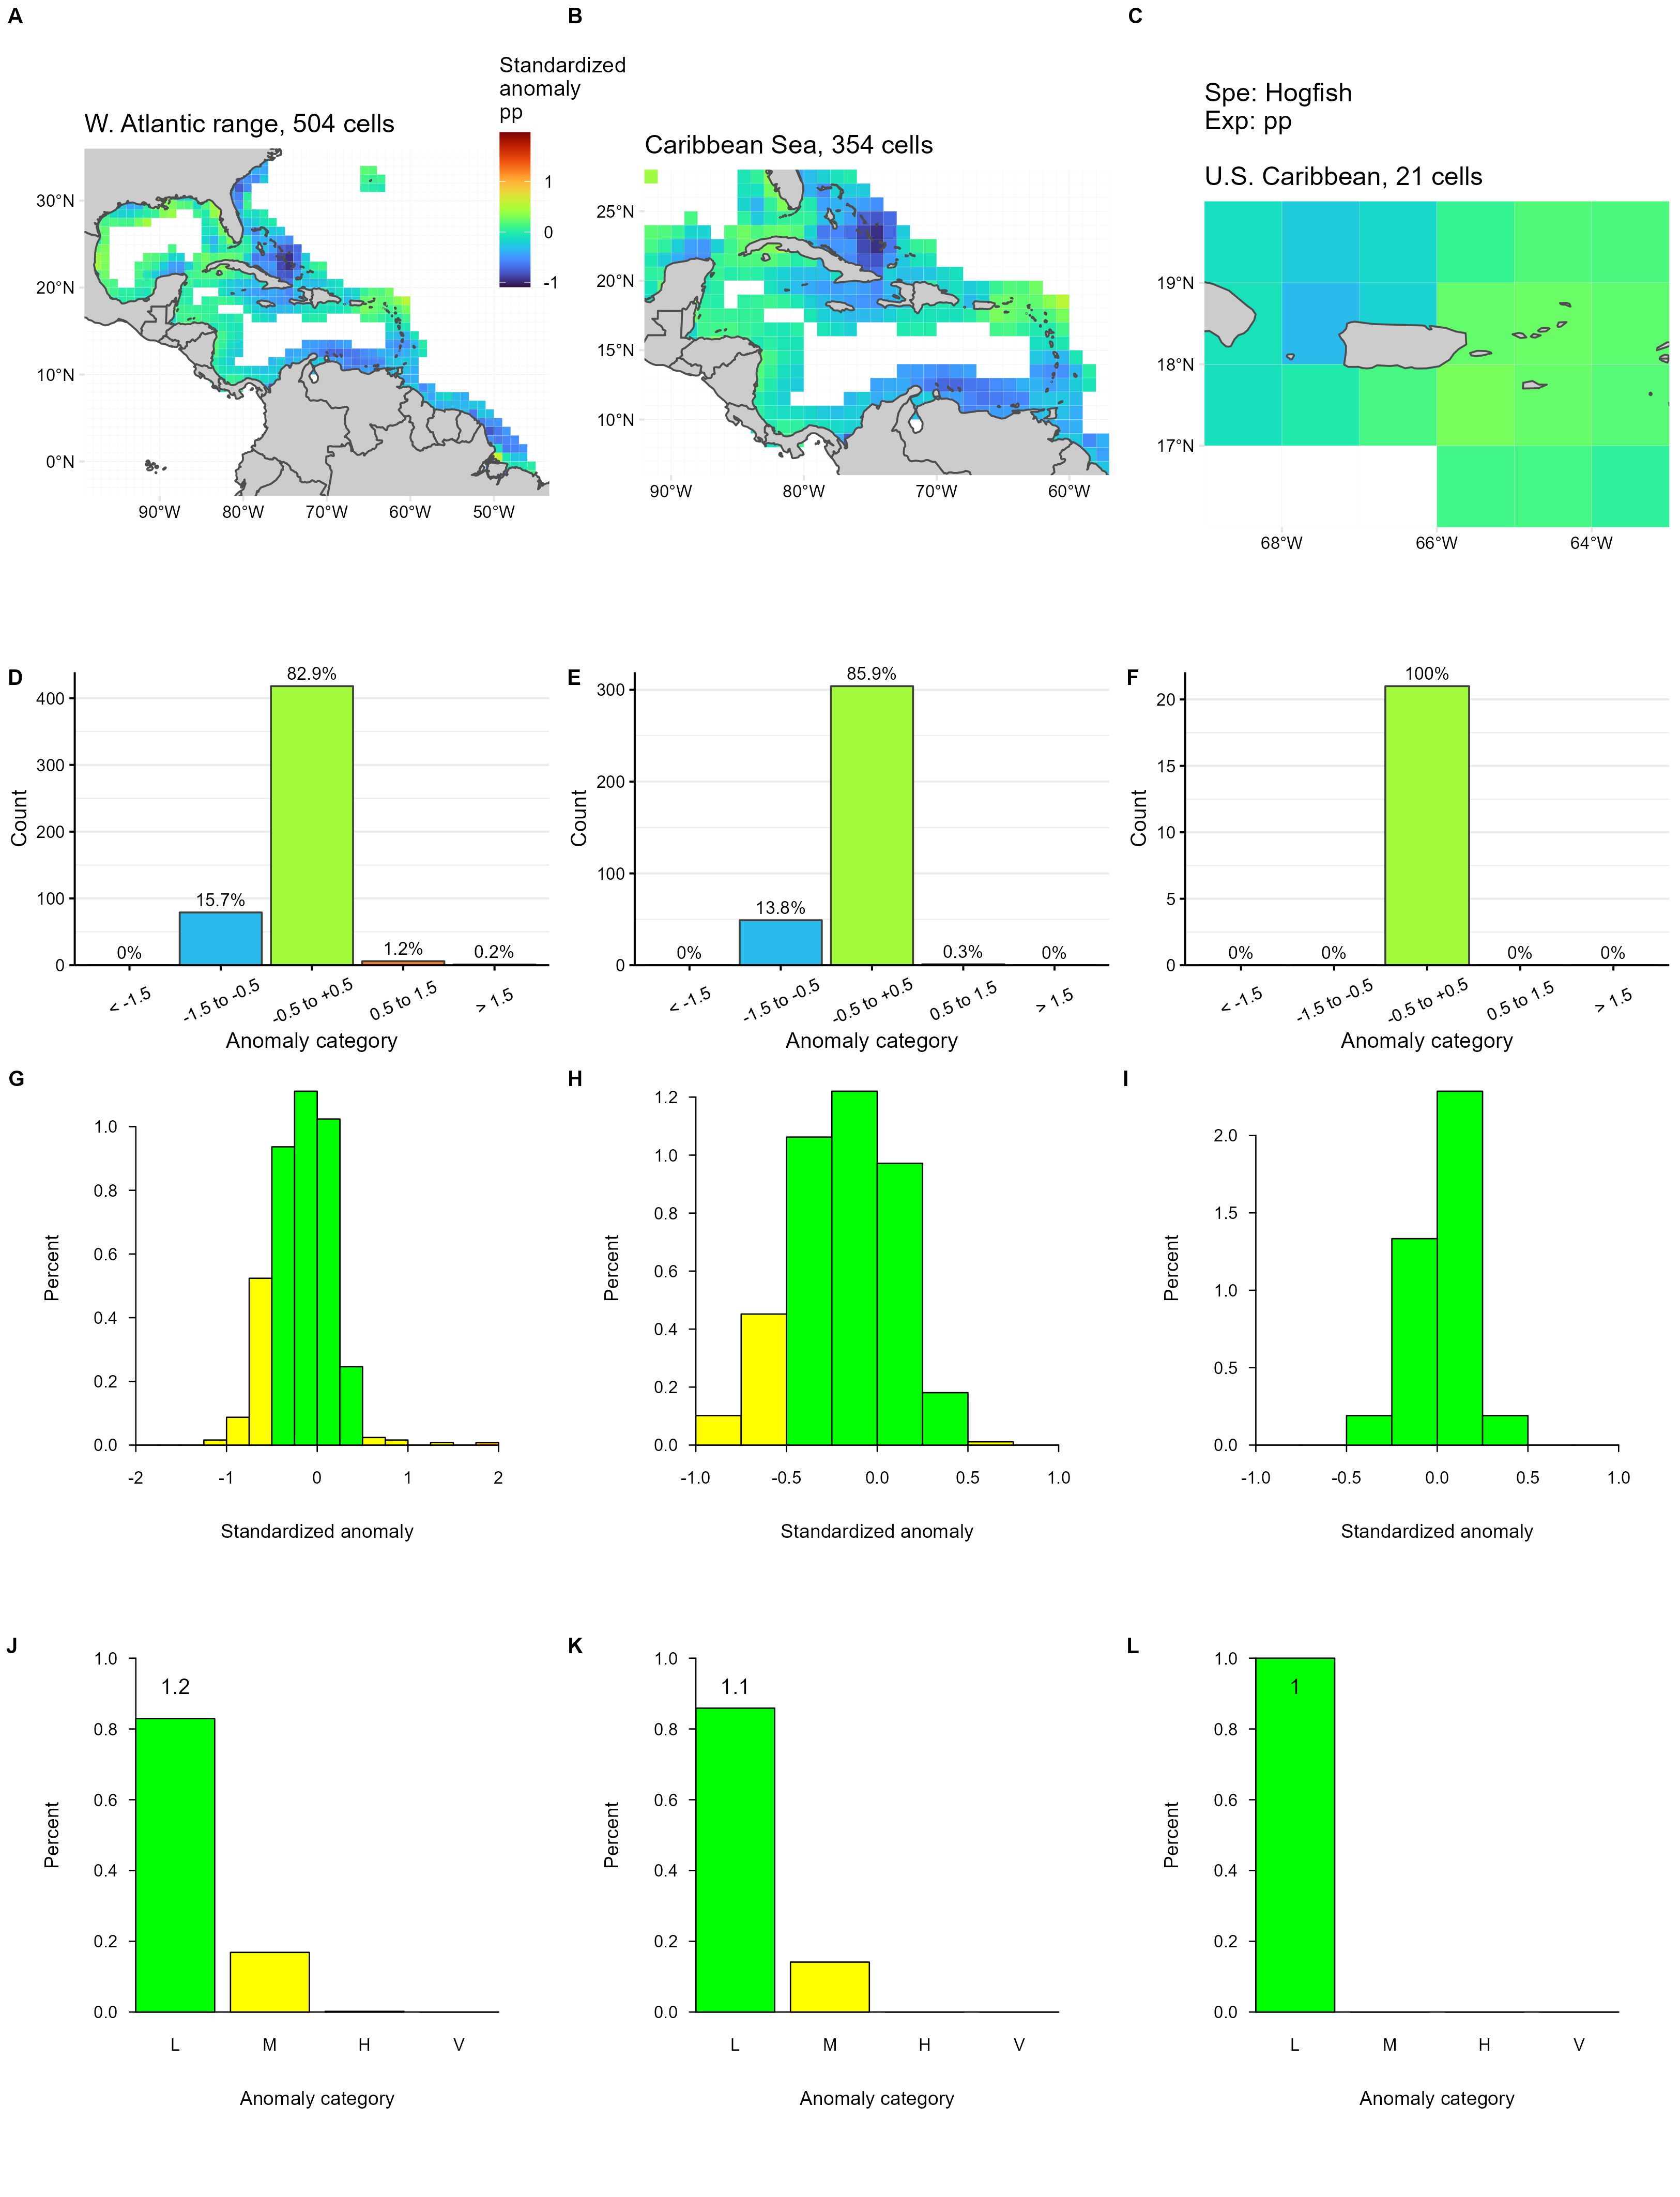 A
B
C
Standardized
anomaly
pp
1
0
-1
W. Atlantic range, 504 cells
30°N
20°N
10°N
0°N
90°W 80°W 70°W 60°W 50°W
Caribbean Sea, 354 cells
25°N
20°N
15°N
10°N
90°W 80°W 70°W 60°W
Spe: Hogfish
Exp: pp
U.S. Caribbean, 21 cells
19°N
18°N
17°N
68°W 66°W 64°W
D
Count
400
300
200
100
0
0% 15.7% 82.9% 1.2% 0.2%
< -1.5 -1.5 to -0.5 -0.5 to +0.5 0.5 to 1.5 > 1.5
Anomaly category
E
Count
300
200
100
0
0% 13.8% 85.9% 0.3% 0%
< -1.5 -1.5 to -0.5 -0.5 to +0.5 0.5 to 1.5 > 1.5
Anomaly category
F
Count
20
15
10
5
0
0% 0% 100% 0% 0%
< -1.5 -1.5 to -0.5 -0.5 to +0.5 0.5 to 1.5 > 1.5
Anomaly category
G
Percent
1.0
0.8
0.6
0.4
0.2
0.0
-2 -1 0 1 2
Standardized anomaly
H
Percent
1.2
1.0
0.8
0.6
0.4
0.2
0.0
-1.0 -0.5 0.0 0.5 1.0
Standardized anomaly
I
Percent
2.0
1.5
1.0
0.5
0.0
-1.0 -0.5 0.0 0.5 1.0
Standardized anomaly
J
Percent
1.0
0.8
0.6
0.4
0.2
0.0
1.2
L M H V
Anomaly category
K
Percent
1.0
0.8
0.6
0.4
0.2
0.0
1.1
L M H V
Anomaly category
L
Percent
1.0
0.8
0.6
0.4
0.2
0.0
1
L M H V
Anomaly category